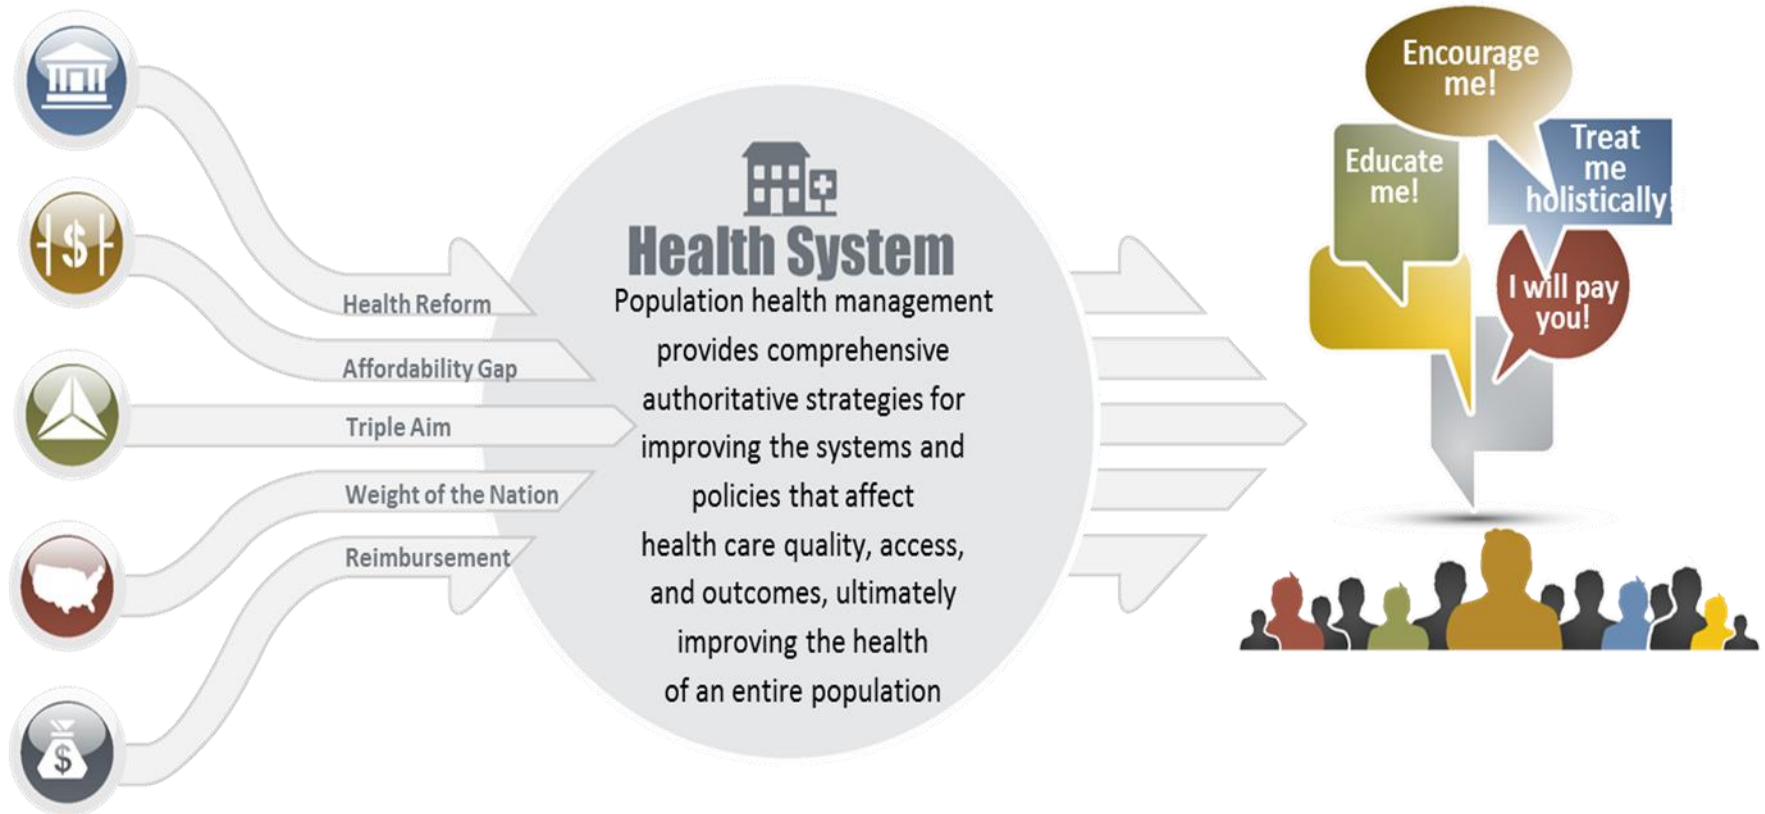 Health Reform
Affordability Gap
Triple Aim
Weight of the Nation
Reimbursement
$
$
Health System
Population health management
provides comprehensive
authoritative strategies for
improving the systems and
policies that affect
health care quality, access,
and outcomes, ultimately
improving the health
of an entire population
Encourage
me!
Educate
me!
Treat
me
holistically!
I will pay
you!